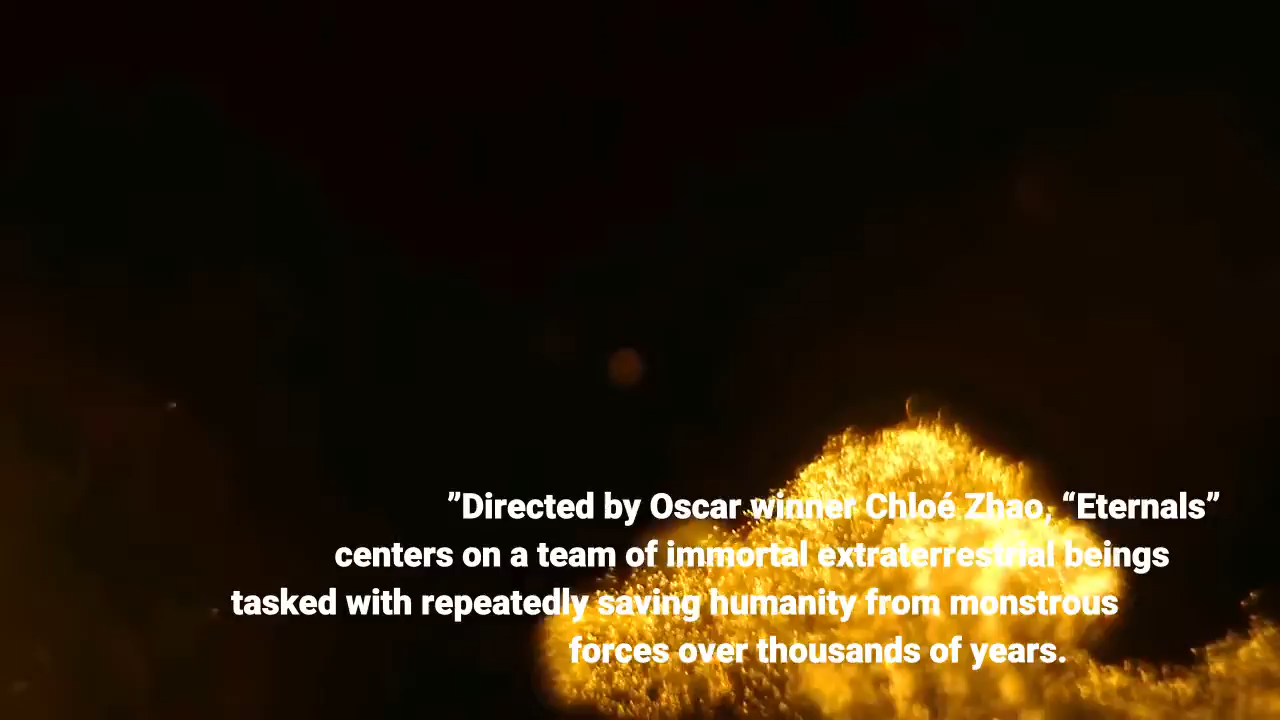 ”Directed by Oscar winner Chloé Zhao, “Eternals”
centers on a team of immortal extraterrestrial beings
tasked with repeatedly saving humanity from monstrous
forces over thousands of years.